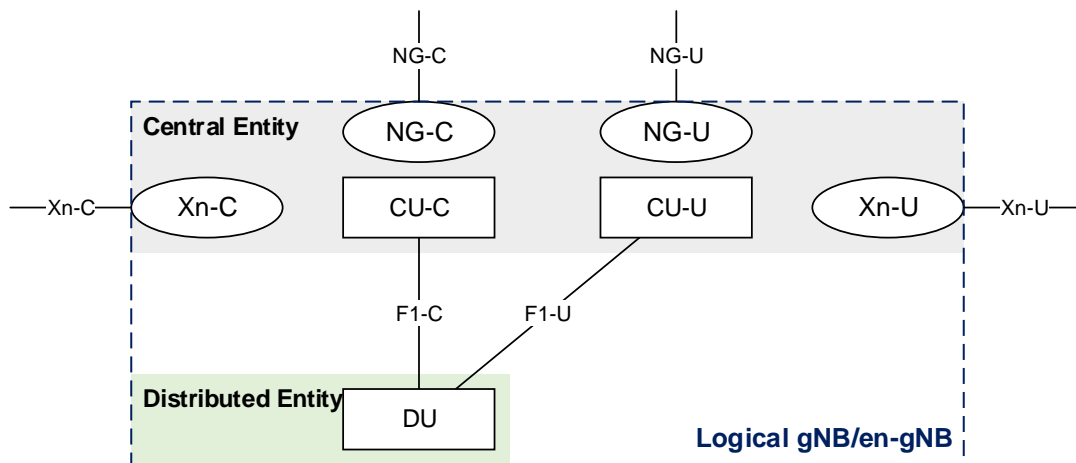 NG-C
NG-U
Central Entity
NG-C
NG-U
Xn-C
Xn-C
CU-C
CU-U
Xn-U
Xn-U
F1-C
F1-U
Distributed Entity
DU
Logical gNB/en-gNB